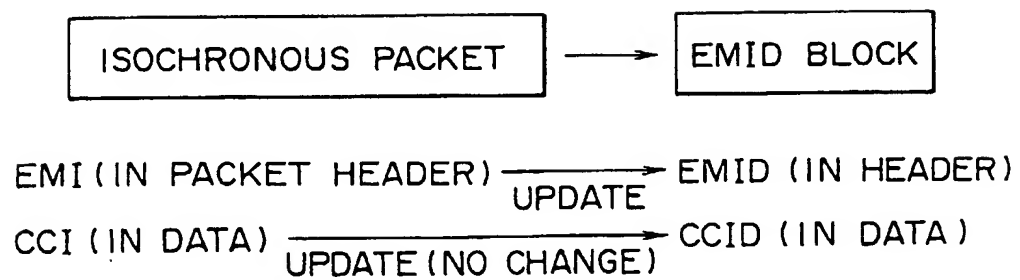 ISOCHRONOUS PACKET → EMID BLOCK
EMI (IN PACKET HEADER) → EMID (IN HEADER)
UPDATE
CCI (IN DATA) → CCID (IN DATA)
UPDATE (NO CHANGE)